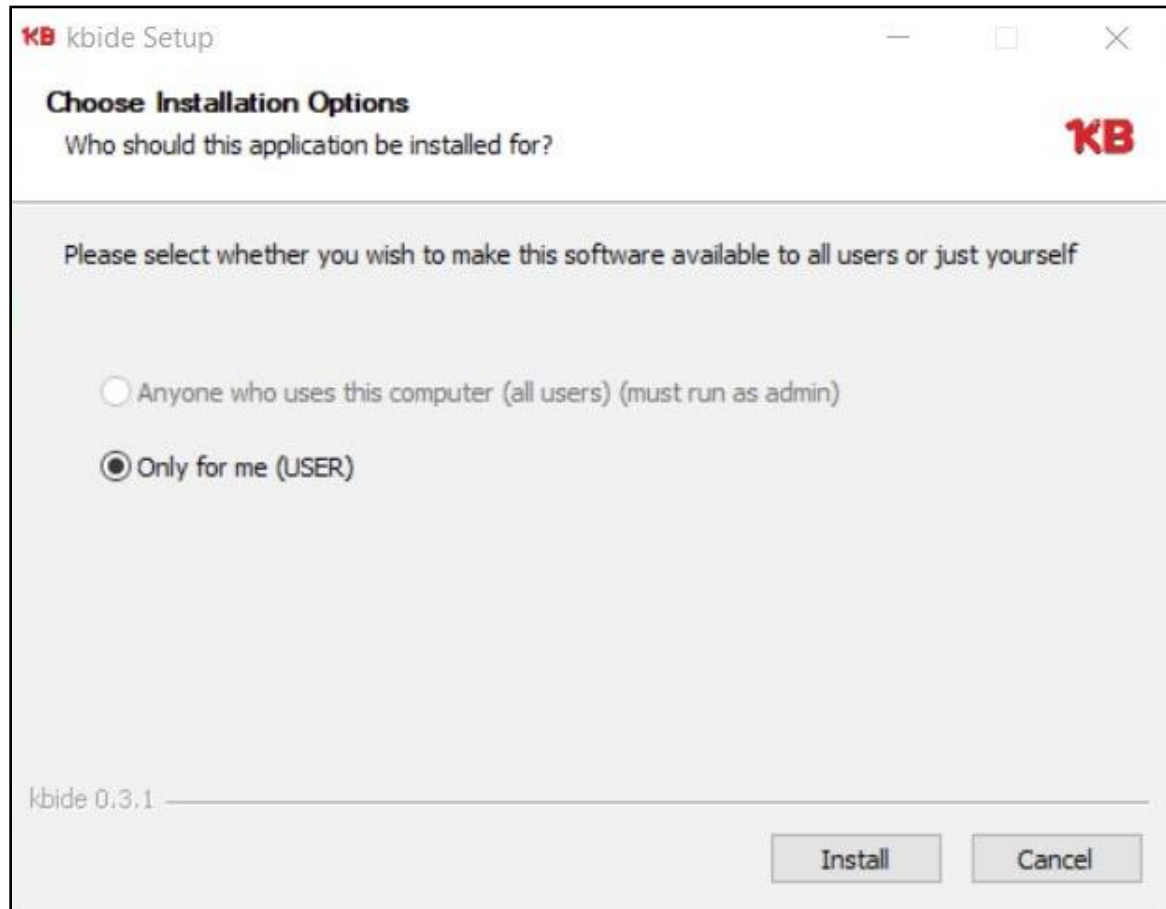 KB kbide Setup
Choose Installation Options
Who should this application be installed for?
KB
Please select whether you wish to make this software available to all users or just yourself
Anyone who uses this computer (all users) (must run as admin)
Only for me (USER)
kbide 0.3.1
Install Cancel